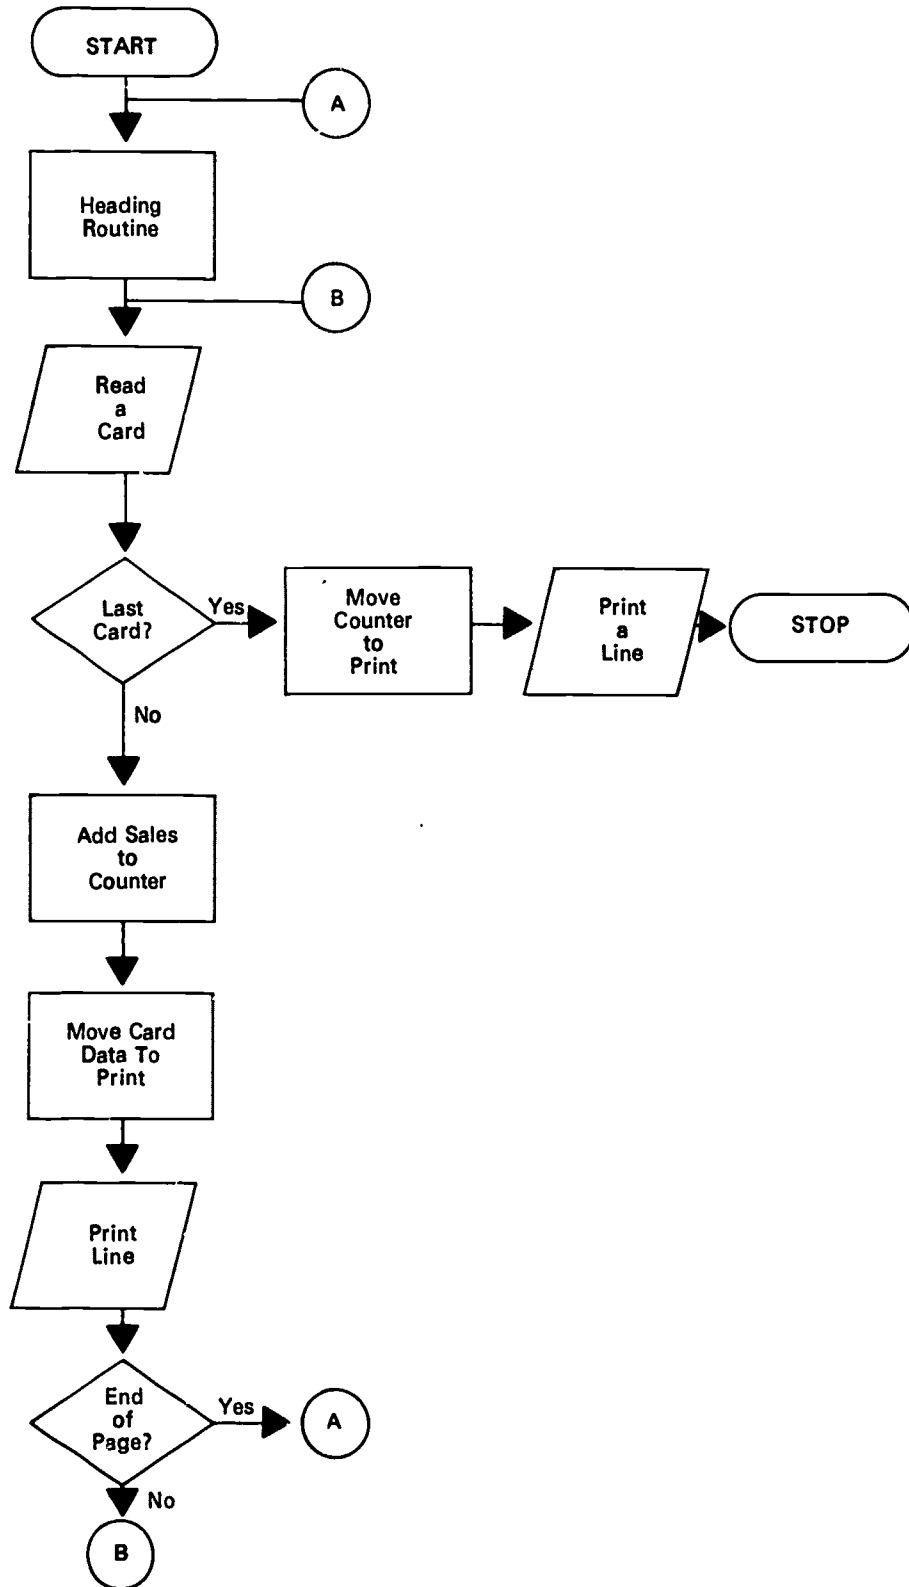 START
A
Heading
Routine
B
Read
a
Card
Last
Card?
Yes
Move
Counter
to
Print
Print
a
Line
STOP
No
Add Sales
to
Counter
Move Card
Data To
Print
Print
Line
End
of
Page?
Yes
A
No
B